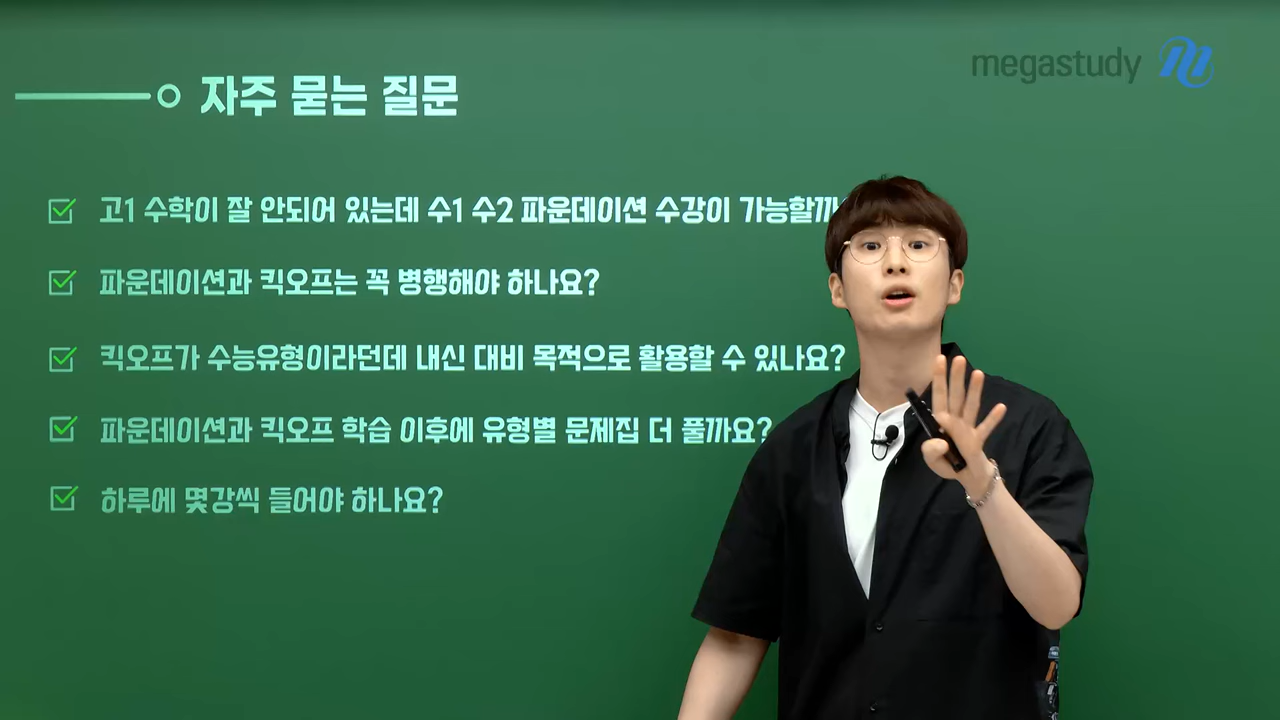 megastudy
자주 묻는 질문
고1 수학이 잘 안되어 있는데 수1 수2 파운데이션 수강이 가능할까
파운데이션과 킥오프는 꼭 병행해야 하나요?
킥오프가 수능유형이라던데 내신 대비 목적으로 활용할 수 있나요?
파운데이션과 킥오프 학습 이후에 유형별 문제집 더 풀까요?
하루에 몇강씩 들어야 하나요?